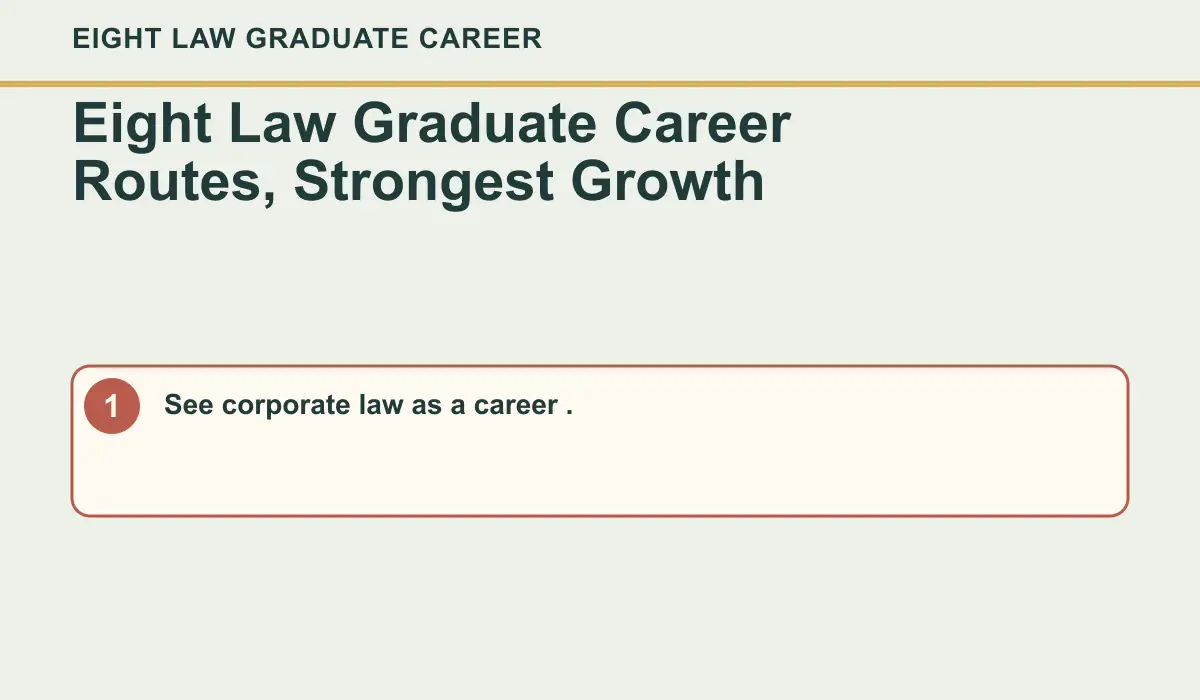 EIGHT LAW GRADUATE CAREER
Eight Law Graduate Career
Routes, Strongest Growth
1 See corporate law as a career .